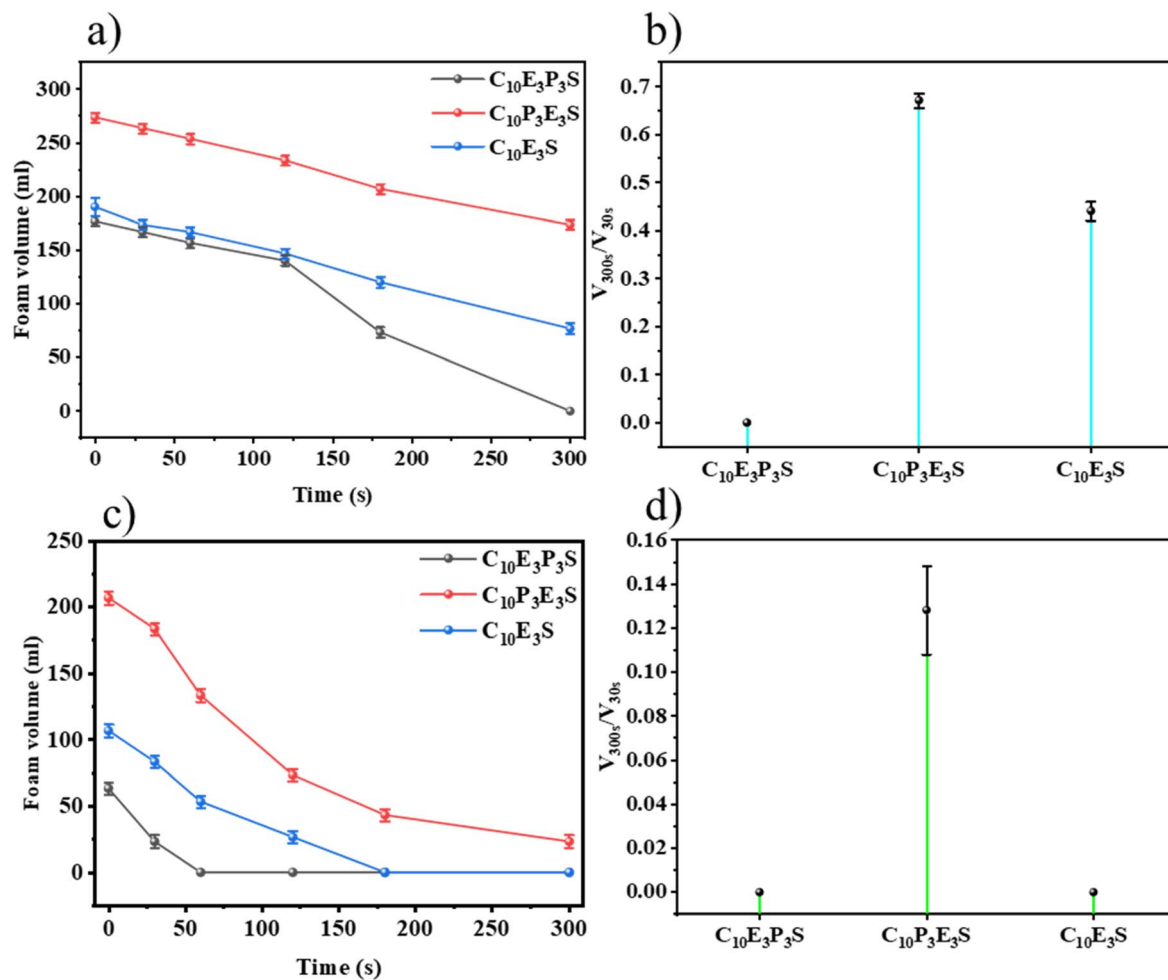 a)
Foam volume (ml)
300
250
200
150
100
50
0
0 50 100 150 200 250 300
Time (s)
C₁₀E₃P₃S
C₁₀P₃E₃S
C₁₀E₃S
b)
V₃₀₀ₛ/V₃₀ₛ
0.7
0.6
0.5
0.4
0.3
0.2
0.1
0.0
C₁₀E₃P₃S C₁₀P₃E₃S C₁₀E₃S
c)
Foam volume (ml)
250
200
150
100
50
0
0 50 100 150 200 250 300
Time (s)
C₁₀E₃P₃S
C₁₀P₃E₃S
C₁₀E₃S
d)
V₃₀₀ₛ/V₃₀ₛ
0.16
0.14
0.12
0.10
0.08
0.06
0.04
0.02
0.00
C₁₀E₃P₃S C₁₀P₃E₃S C₁₀E₃S